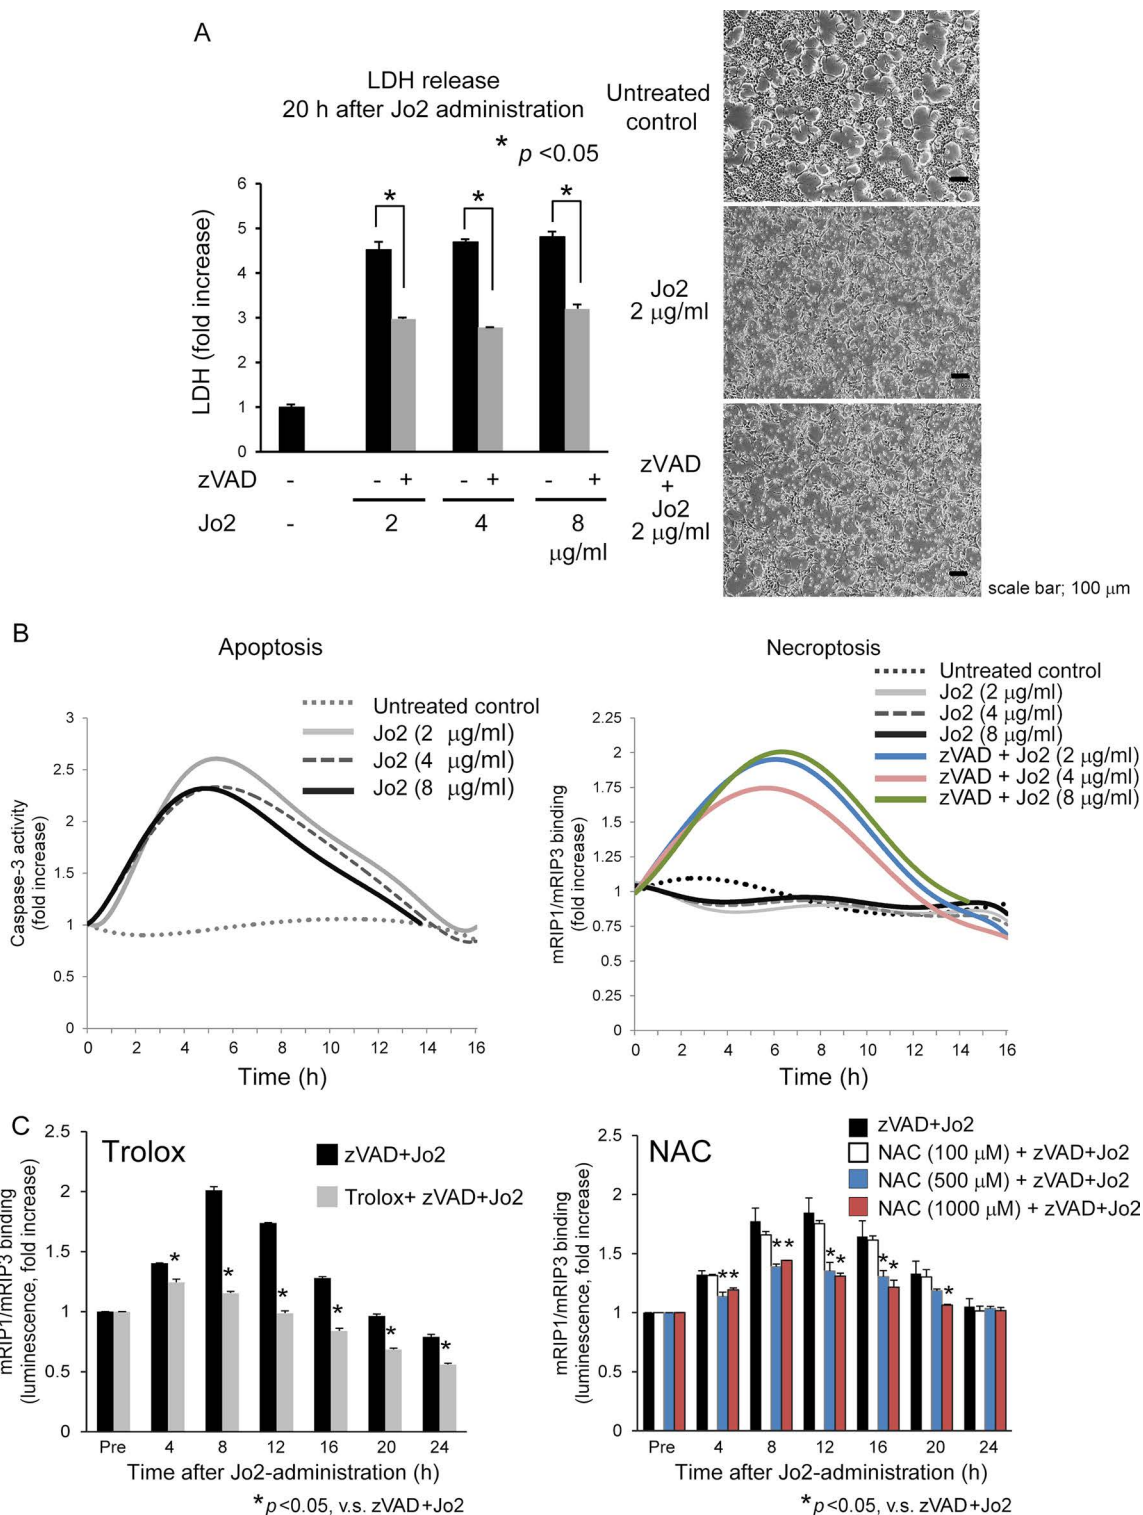 A
LDH release
20 h after Jo2 administration
* p <0.05
LDH (fold increase)
6
5
4
3
2
1
0
* * *
zVAD - - + - + - +
Jo2 - 2 4 8
μg/ml
Untreated
control
Jo2
2 μg/ml
zVAD
+
Jo2
2 μg/ml
scale bar; 100 μm
B
Apoptosis
Untreated control
Jo2 (2 μg/ml)
Jo2 (4 μg/ml)
Jo2 (8 μg/ml)
Caspase-3 activity
(fold increase)
3
2.5
2
1.5
1
0.5
0
0 2 4 6 8 10 12 14 16
Time (h)
Necroptosis
Untreated control
Jo2 (2 μg/ml)
Jo2 (4 μg/ml)
Jo2 (8 μg/ml)
zVAD + Jo2 (2 μg/ml)
zVAD + Jo2 (4 μg/ml)
zVAD + Jo2 (8 μg/ml)
mRIP1/mRIP3 binding
(fold increase)
2.25
2
1.75
1.5
1.25
1
0.75
0.5
0.25
0
0 2 4 6 8 10 12 14 16
Time (h)
C
Trolox
zVAD+Jo2
Trolox+ zVAD+Jo2
mRIP1/mRIP3 binding
(luminescence, fold increase)
2.5
2
1.5
1
0.5
0
* * * * * *
Pre 4 8 12 16 20 24
Time after Jo2-administration (h)
*p<0.05, v.s. zVAD+Jo2
NAC
zVAD+Jo2
NAC (100 μM) + zVAD+Jo2
NAC (500 μM) + zVAD+Jo2
NAC (1000 μM) + zVAD+Jo2
mRIP1/mRIP3 binding
(luminescence, fold increase)
2.5
2
1.5
1
0.5
0
** ** ** ** *
Pre 4 8 12 16 20 24
Time after Jo2-administration (h)
*p<0.05, v.s. zVAD+Jo2